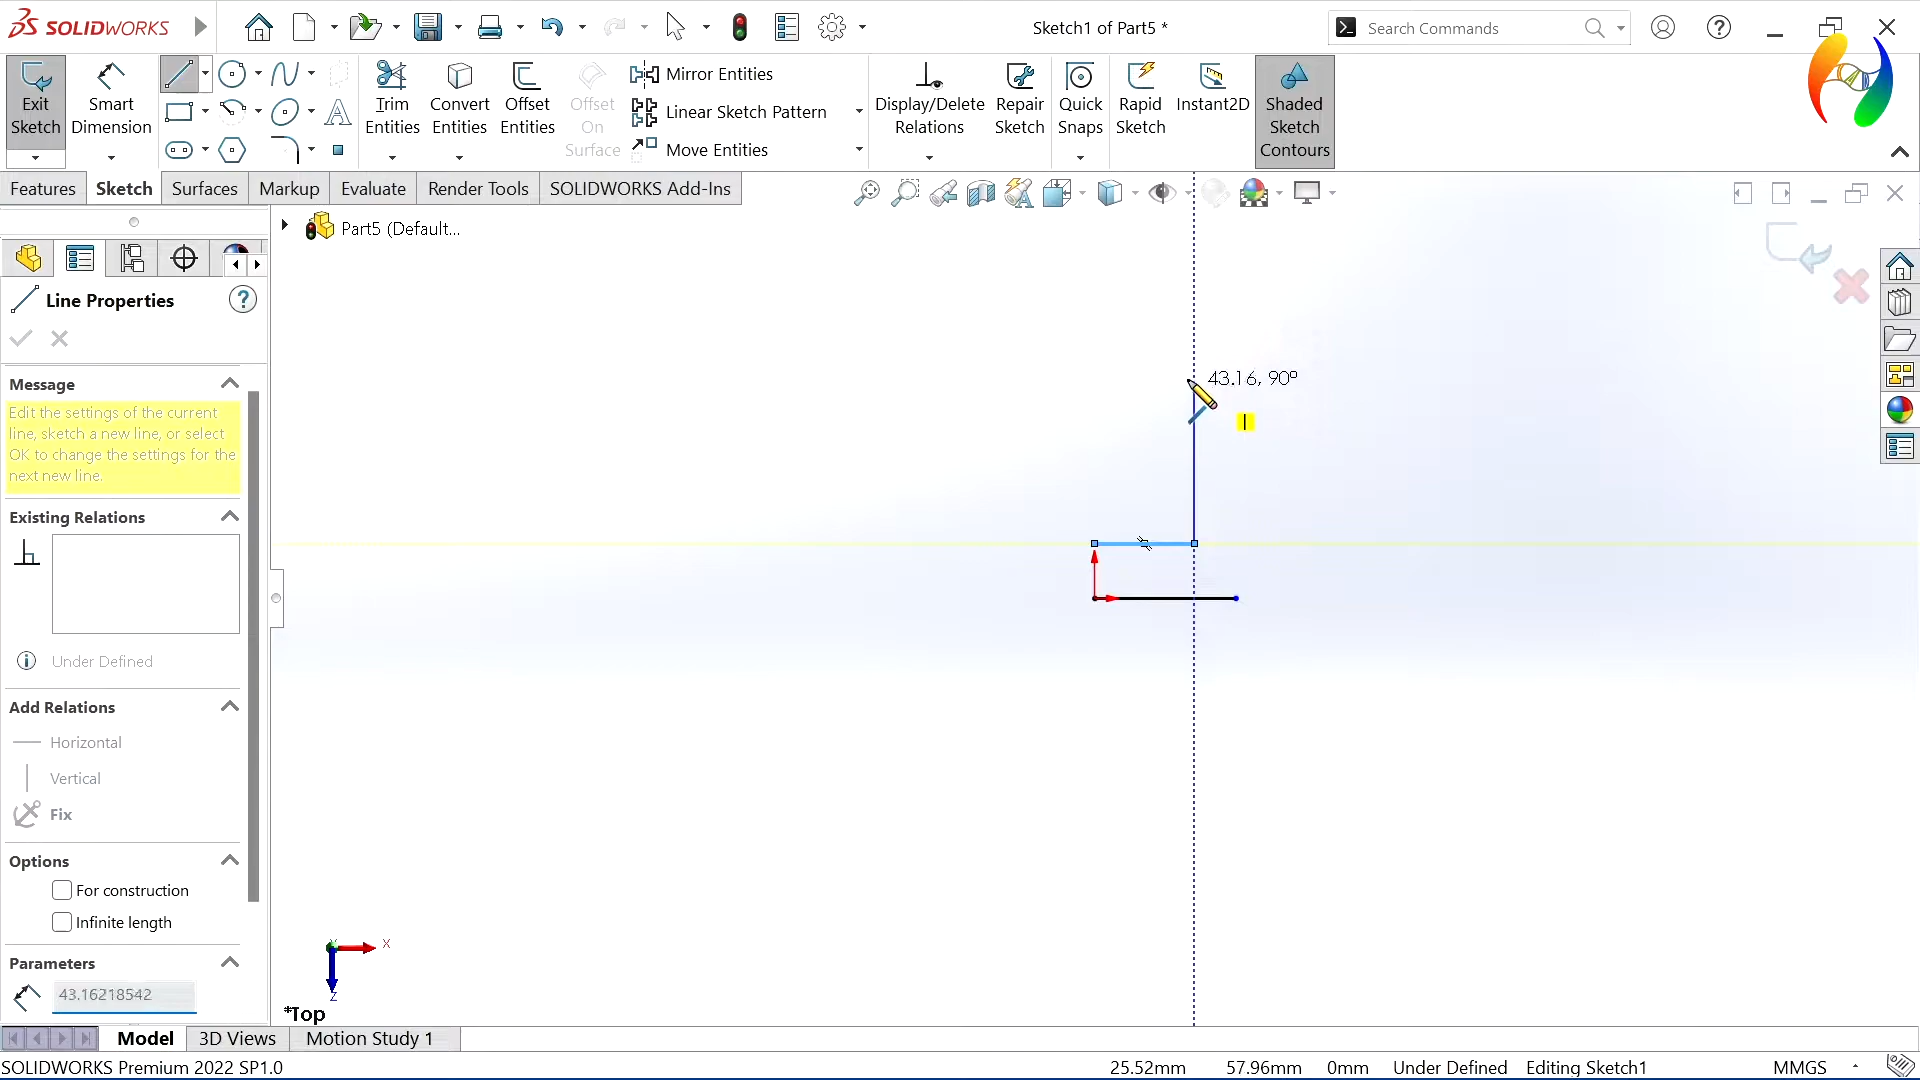 SOLIDWORKS
Sketch1 of Part5 *
Search Commands
Exit Sketch
Smart Dimension
Trim Entities
Convert Entities
Offset Entities
Offset On Surface
Mirror Entities
Linear Sketch Pattern
Move Entities
Display/Delete Relations
Repair Sketch
Quick Snaps
Rapid Sketch
Instant2D
Shaded Sketch Contours
Features
Sketch
Surfaces
Markup
Evaluate
Render Tools
SOLIDWORKS Add-Ins
Part5 (Default...
Line Properties
Message
Edit the settings of the current
line, sketch a new line, or select
OK to change the settings for the
next new line.
Existing Relations
Under Defined
Add Relations
Horizontal
Vertical
Fix
Options
For construction
Infinite length
Parameters
43.16218542
43.16, 90°
Y
X
Z
*Top
Model
3D Views
Motion Study 1
SOLIDWORKS Premium 2022 SP1.0
25.52mm
57.96mm
0mm
Under Defined
Editing Sketch1
MMGS